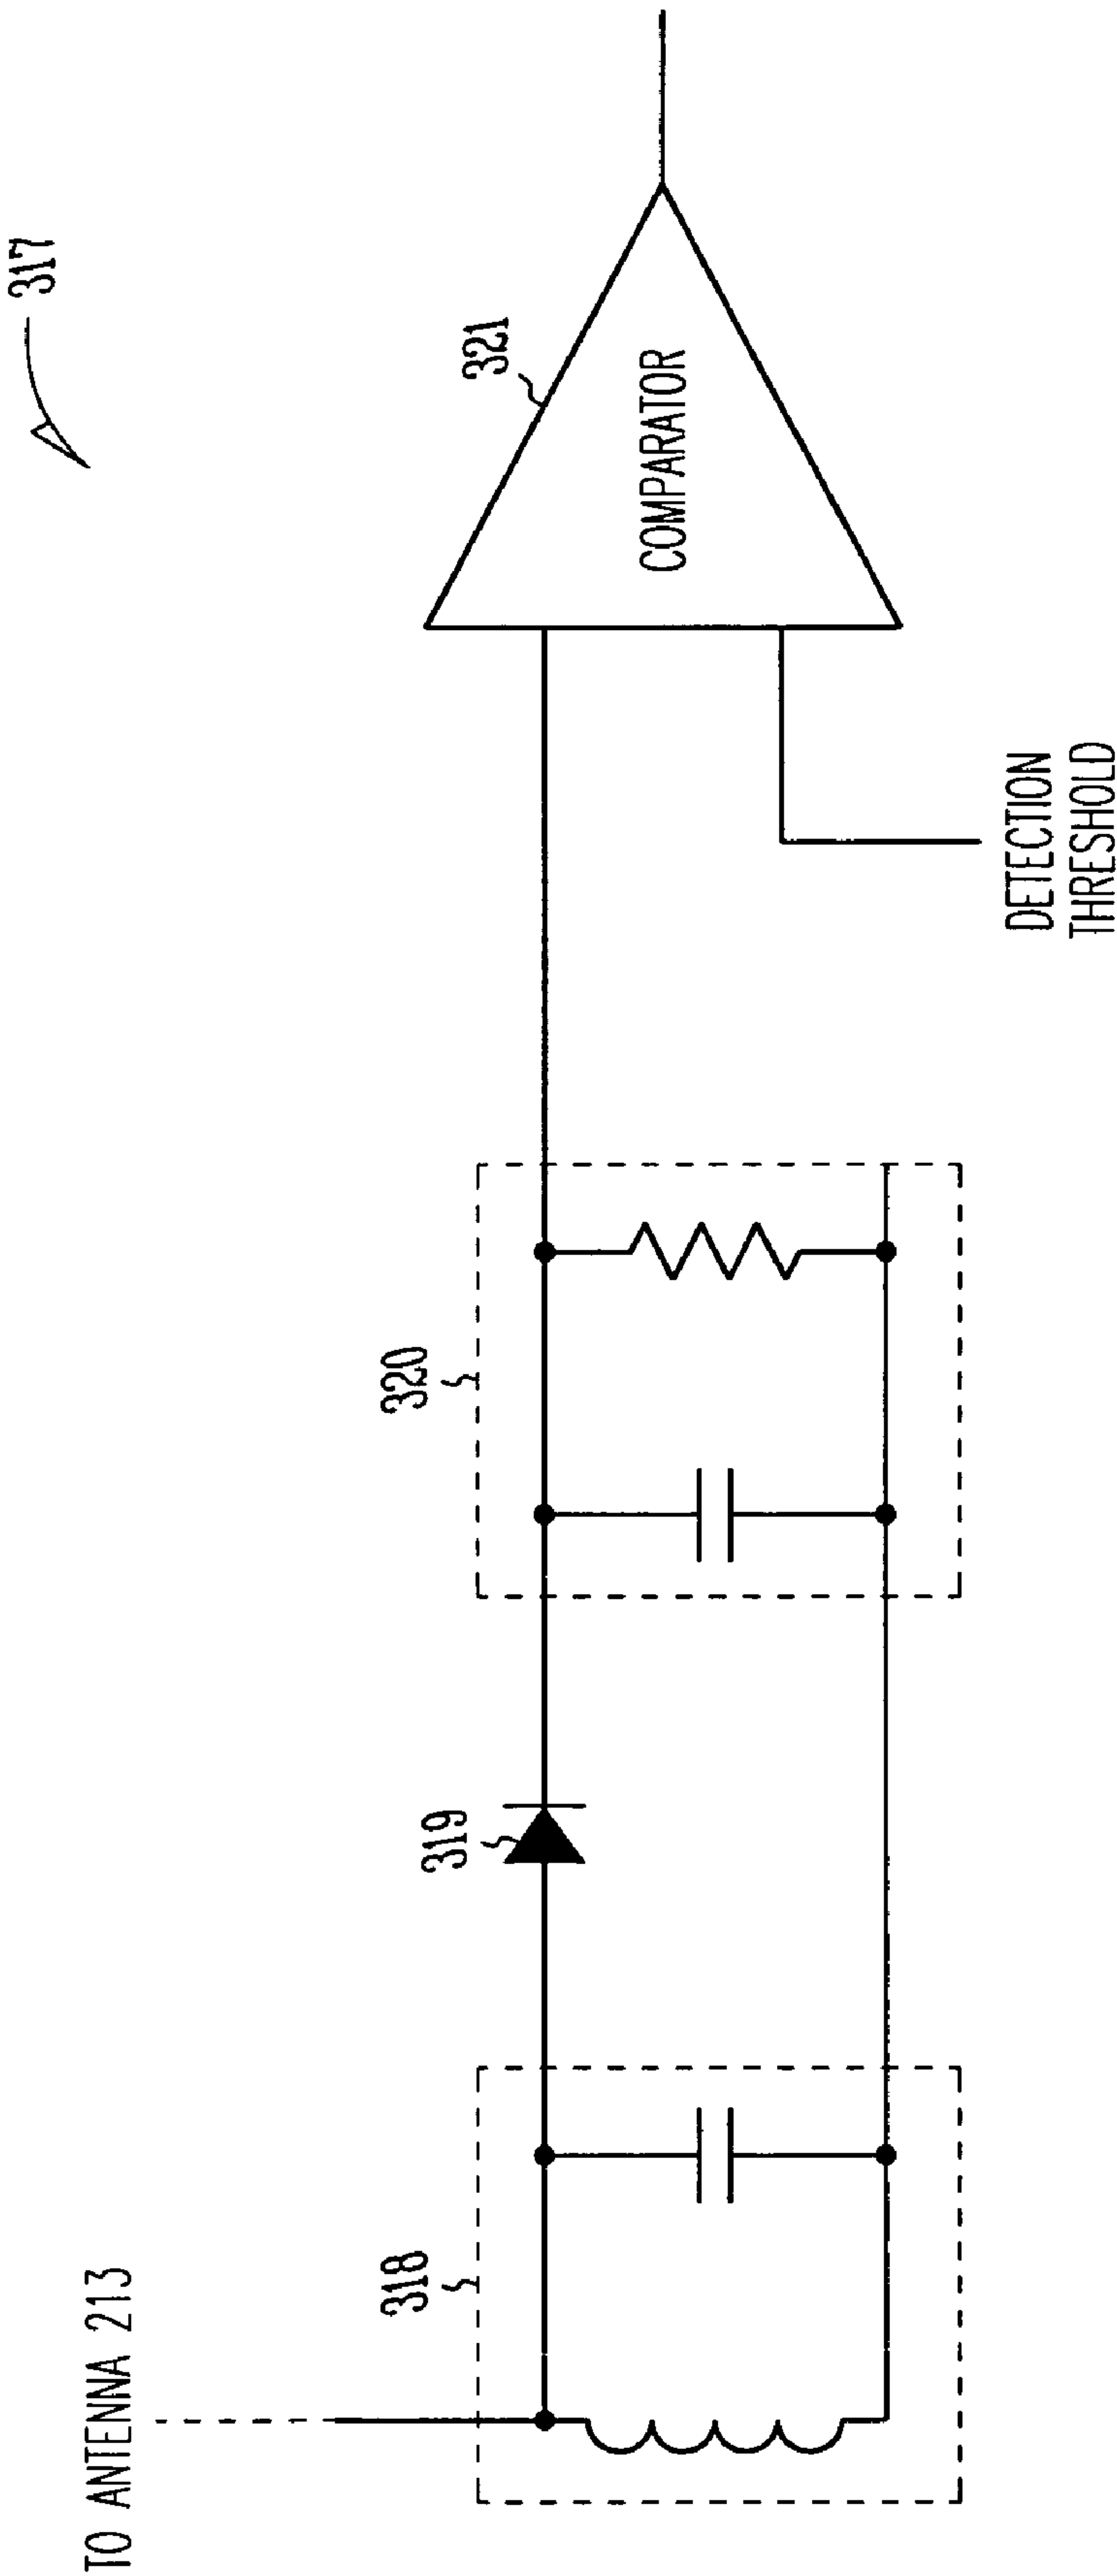 317
321
COMPARATOR
DETECTION
THRESHOLD
320
319
318
TO ANTENNA 213